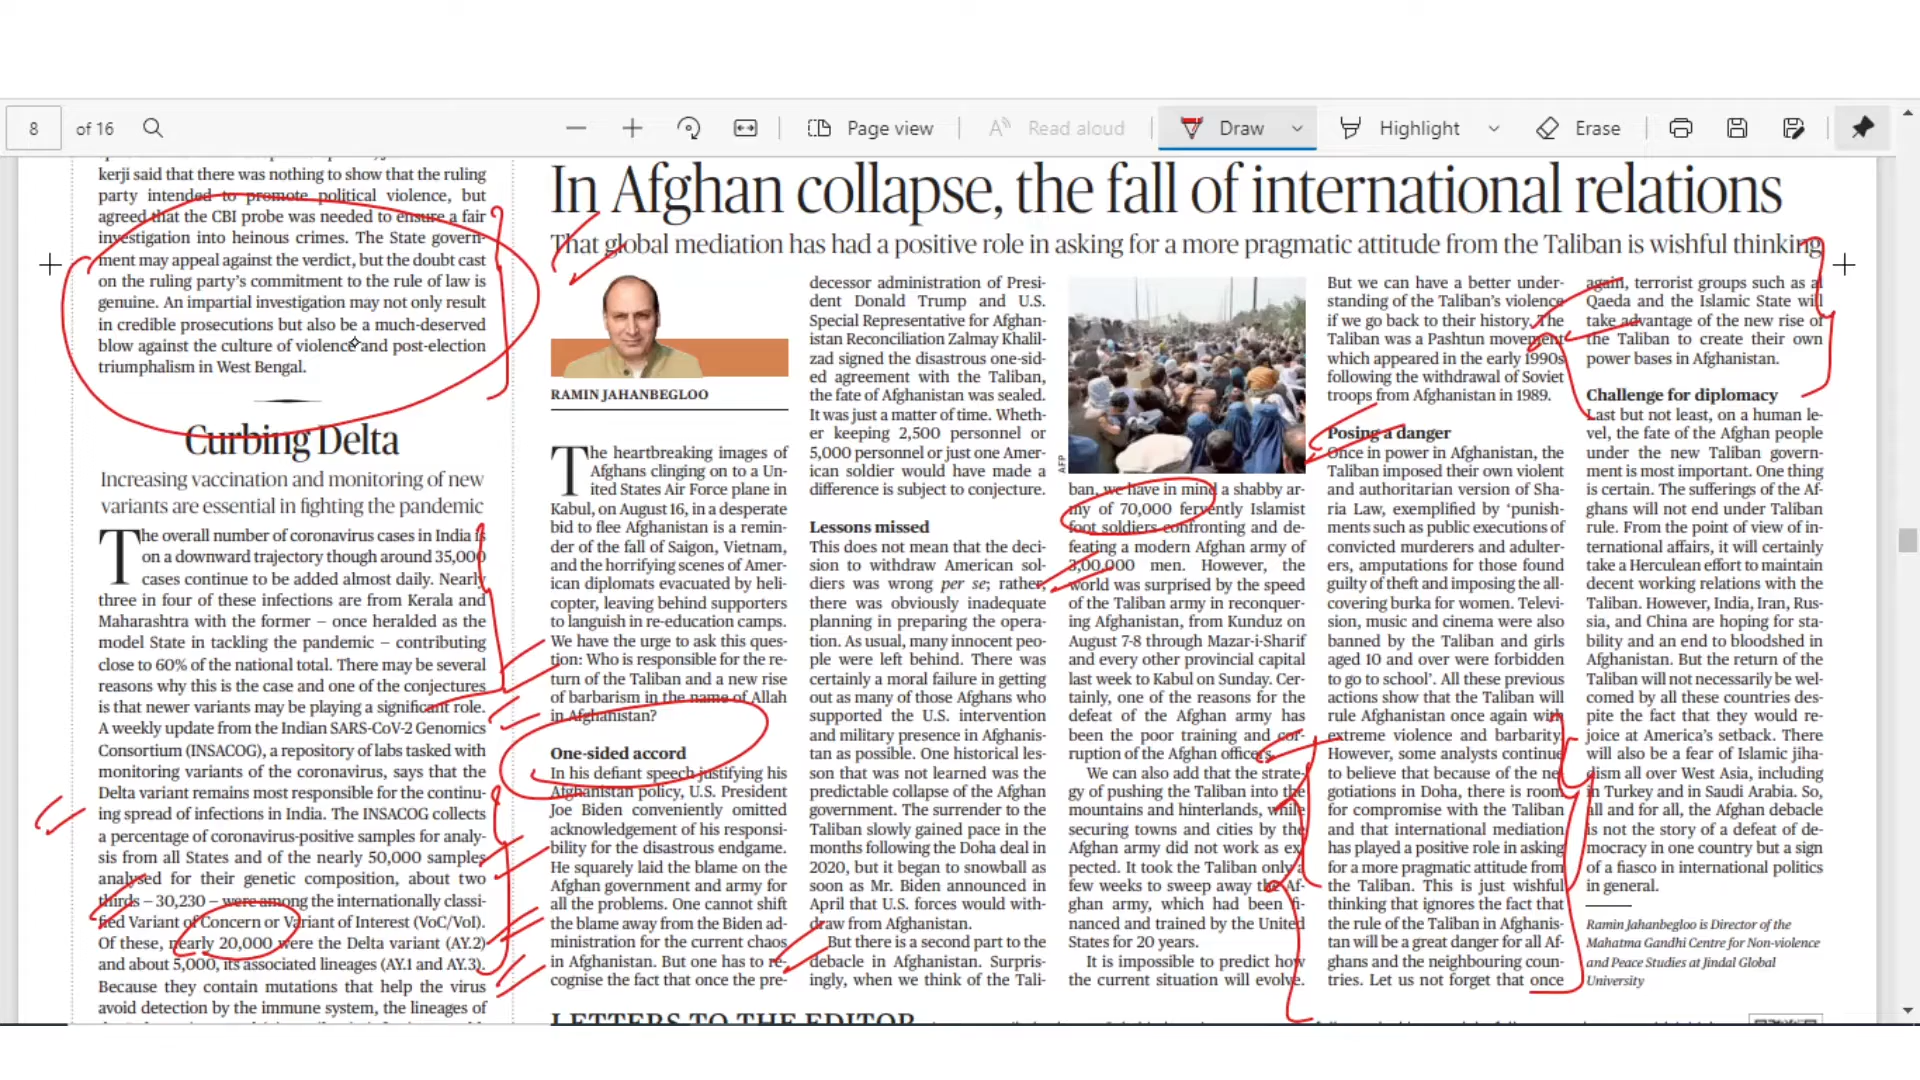 8 of 16 Page view Read aloud Draw Highlight Erase
kerji said that there was nothing to show that the ruling
party intended to promote political violence, but
agreed that the CBI probe was needed to ensure a fair
investigation into heinous crimes. The State govern-
ment may appeal against the verdict, but the doubt cast
on the ruling party's commitment to the rule of law is
genuine. An impartial investigation may not only result
in credible prosecutions but also be a much-deserved
blow against the culture of violence and post-election
triumphalism in West Bengal.
Curbing Delta
Increasing vaccination and monitoring of new
variants are essential in fighting the pandemic
The overall number of coronavirus cases in India is
on a downward trajectory though around 35,000
cases continue to be added almost daily. Nearly
three in four of these infections are from Kerala and
Maharashtra with the former – once heralded as the
model State in tackling the pandemic – contributing
close to 60% of the national total. There may be several
reasons why this is the case and one of the conjectures
is that newer variants may be playing a significant role.
A weekly update from the Indian SARS-CoV-2 Genomics
Consortium (INSACOG), a repository of labs tasked with
monitoring variants of the coronavirus, says that the
Delta variant remains most responsible for the continu-
ing spread of infections in India. The INSACOG collects
a percentage of coronavirus-positive samples for analy-
sis from all States and of the nearly 50,000 samples
analysed for their genetic composition, about two
thirds – 30,230 – were among the internationally classi-
fied Variant of Concern or Variant of Interest (VoC/VoI).
Of these, nearly 20,000 were the Delta variant (AY.2)
and about 5,000, its associated lineages (AY.1 and AY.3).
Because they contain mutations that help the virus
avoid detection by the immune system, the lineages of
In Afghan collapse, the fall of international relations
That global mediation has had a positive role in asking for a more pragmatic attitude from the Taliban is wishful thinking
RAMIN JAHANBEGLOO
The heartbreaking images of
Afghans clinging on to a Un-
ited States Air Force plane in
Kabul, on August 16, in a desperate
bid to flee Afghanistan is a remin-
der of the fall of Saigon, Vietnam,
and the horrifying scenes of Amer-
ican diplomats evacuated by heli-
copter, leaving behind supporters
to languish in re-education camps.
We have the urge to ask this ques-
tion: Who is responsible for the re-
turn of the Taliban and a new rise
of barbarism in the name of Allah
in Afghanistan?
One-sided accord
In his defiant speech justifying his
Afghanistan policy, U.S. President
Joe Biden conveniently omitted
acknowledgement of his responsi-
bility for the disastrous endgame.
He squarely laid the blame on the
Afghan government and army for
all the problems. One cannot shift
the blame away from the Biden ad-
ministration for the current chaos
in Afghanistan. But one has to re-
cognise the fact that once the pre-
decessor administration of Presi-
dent Donald Trump and U.S.
Special Representative for Afghan-
istan Reconciliation Zalmay Khalil-
zad signed the disastrous one-sid-
ed agreement with the Taliban,
the fate of Afghanistan was sealed.
It was just a matter of time. Wheth-
er keeping 2,500 personnel or
5,000 personnel or just one Amer-
ican soldier would have made a
difference is subject to conjecture.
Lessons missed
This does not mean that the deci-
sion to withdraw American sol-
diers was wrong per se; rather,
there was obviously inadequate
planning in preparing the opera-
tion. As usual, many innocent peo-
ple were left behind. There was
certainly a moral failure in getting
out as many of those Afghans who
supported the U.S. intervention
and military presence in Afghanis-
tan as possible. One historical les-
son that was not learned was the
predictable collapse of the Afghan
government. The surrender to the
Taliban slowly gained pace in the
months following the Doha deal in
2020, but it began to snowball as
soon as Mr. Biden announced in
April that U.S. forces would with-
draw from Afghanistan.
But there is a second part to the
debacle in Afghanistan. Surpris-
ingly, when we think of the Tali-
AFP
ban, we have in mind a shabby ar-
my of 70,000 fervently Islamist
foot soldiers confronting and de-
feating a modern Afghan army of
3,00,000 men. However, the
world was surprised by the speed
of the Taliban army in reconquer-
ing Afghanistan, from Kunduz on
August 7-8 through Mazar-i-Sharif
and every other provincial capital
last week to Kabul on Sunday. Cer-
tainly, one of the reasons for the
defeat of the Afghan army has
been the poor training and cor-
ruption of the Afghan officers.
We can also add that the strate-
gy of pushing the Taliban into the
mountains and hinterlands, while
securing towns and cities by the
Afghan army did not work as ex-
pected. It took the Taliban only a
few weeks to sweep away the Af-
ghan army, which had been fi-
nanced and trained by the United
States for 20 years.
It is impossible to predict how
the current situation will evolve.
But we can have a better under-
standing of the Taliban's violence
if we go back to their history. The
Taliban was a Pashtun movement
which appeared in the early 1990s
following the withdrawal of Soviet
troops from Afghanistan in 1989.
Posing a danger
Once in power in Afghanistan, the
Taliban imposed their own violent
and authoritarian version of Sha-
ria Law, exemplified by 'punish-
ments such as public executions of
convicted murderers and adulter-
ers, amputations for those found
guilty of theft and imposing the all-
covering burka for women. Televi-
sion, music and cinema were also
banned by the Taliban and girls
aged 10 and over were forbidden
to go to school'. All these previous
actions show that the Taliban will
rule Afghanistan once again with
extreme violence and barbarity.
However, some analysts continue
to believe that because of the ne-
gotiations in Doha, there is room
for compromise with the Taliban
and that international mediation
has played a positive role in asking
for a more pragmatic attitude from
the Taliban. This is just wishful
thinking that ignores the fact that
the rule of the Taliban in Afghanis-
tan will be a great danger for all Af-
ghans and the neighbouring coun-
tries. Let us not forget that once
again, terrorist groups such as al
Qaeda and the Islamic State will
take advantage of the new rise of
the Taliban to create their own
power bases in Afghanistan.
Challenge for diplomacy
Last but not least, on a human le-
vel, the fate of the Afghan people
under the new Taliban govern-
ment is most important. One thing
is certain. The sufferings of the Af-
ghans will not end under Taliban
rule. From the point of view of in-
ternational affairs, it will certainly
take a Herculean effort to maintain
decent working relations with the
Taliban. However, India, Iran, Rus-
sia, and China are hoping for sta-
bility and an end to bloodshed in
Afghanistan. But the return of the
Taliban will not necessarily be wel-
comed by all these countries des-
pite the fact that they would re-
joice at America's setback. There
will also be a fear of Islamic jiha-
dism all over West Asia, including
in Turkey and in Saudi Arabia. So,
all and for all, the Afghan debacle
is not the story of a defeat of de-
mocracy in one country but a sign
of a fiasco in international politics
in general.
Ramin Jahanbegloo is Director of the
Mahatma Gandhi Centre for Non-violence
and Peace Studies at Jindal Global
University
LETTERS TO THE EDITOR